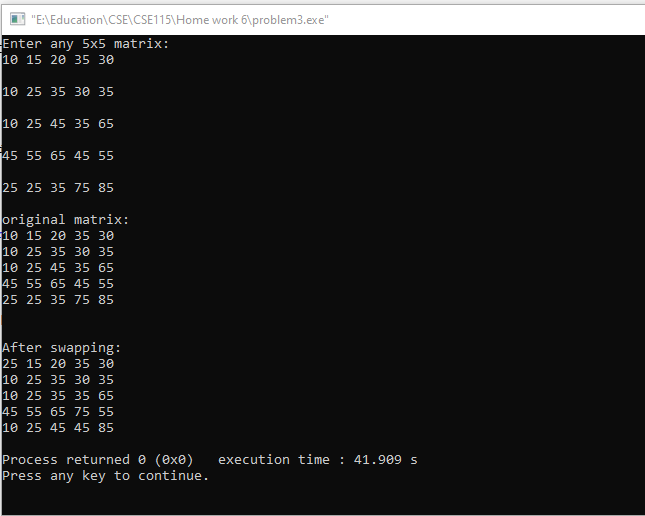 "E:\Education\CSE\CSE115\Home work 6\problem3.exe"
Enter any 5x5 matrix:
10 15 20 35 30
10 25 35 30 35
10 25 45 35 65
45 55 65 45 55
25 25 35 75 85
original matrix:
10 15 20 35 30
10 25 35 30 35
10 25 45 35 65
45 55 65 45 55
25 25 35 75 85
After swapping:
25 15 20 35 30
10 25 35 30 35
10 25 35 35 65
45 55 65 75 55
10 25 45 45 85
Process returned 0 (0x0)   execution time : 41.909 s
Press any key to continue.